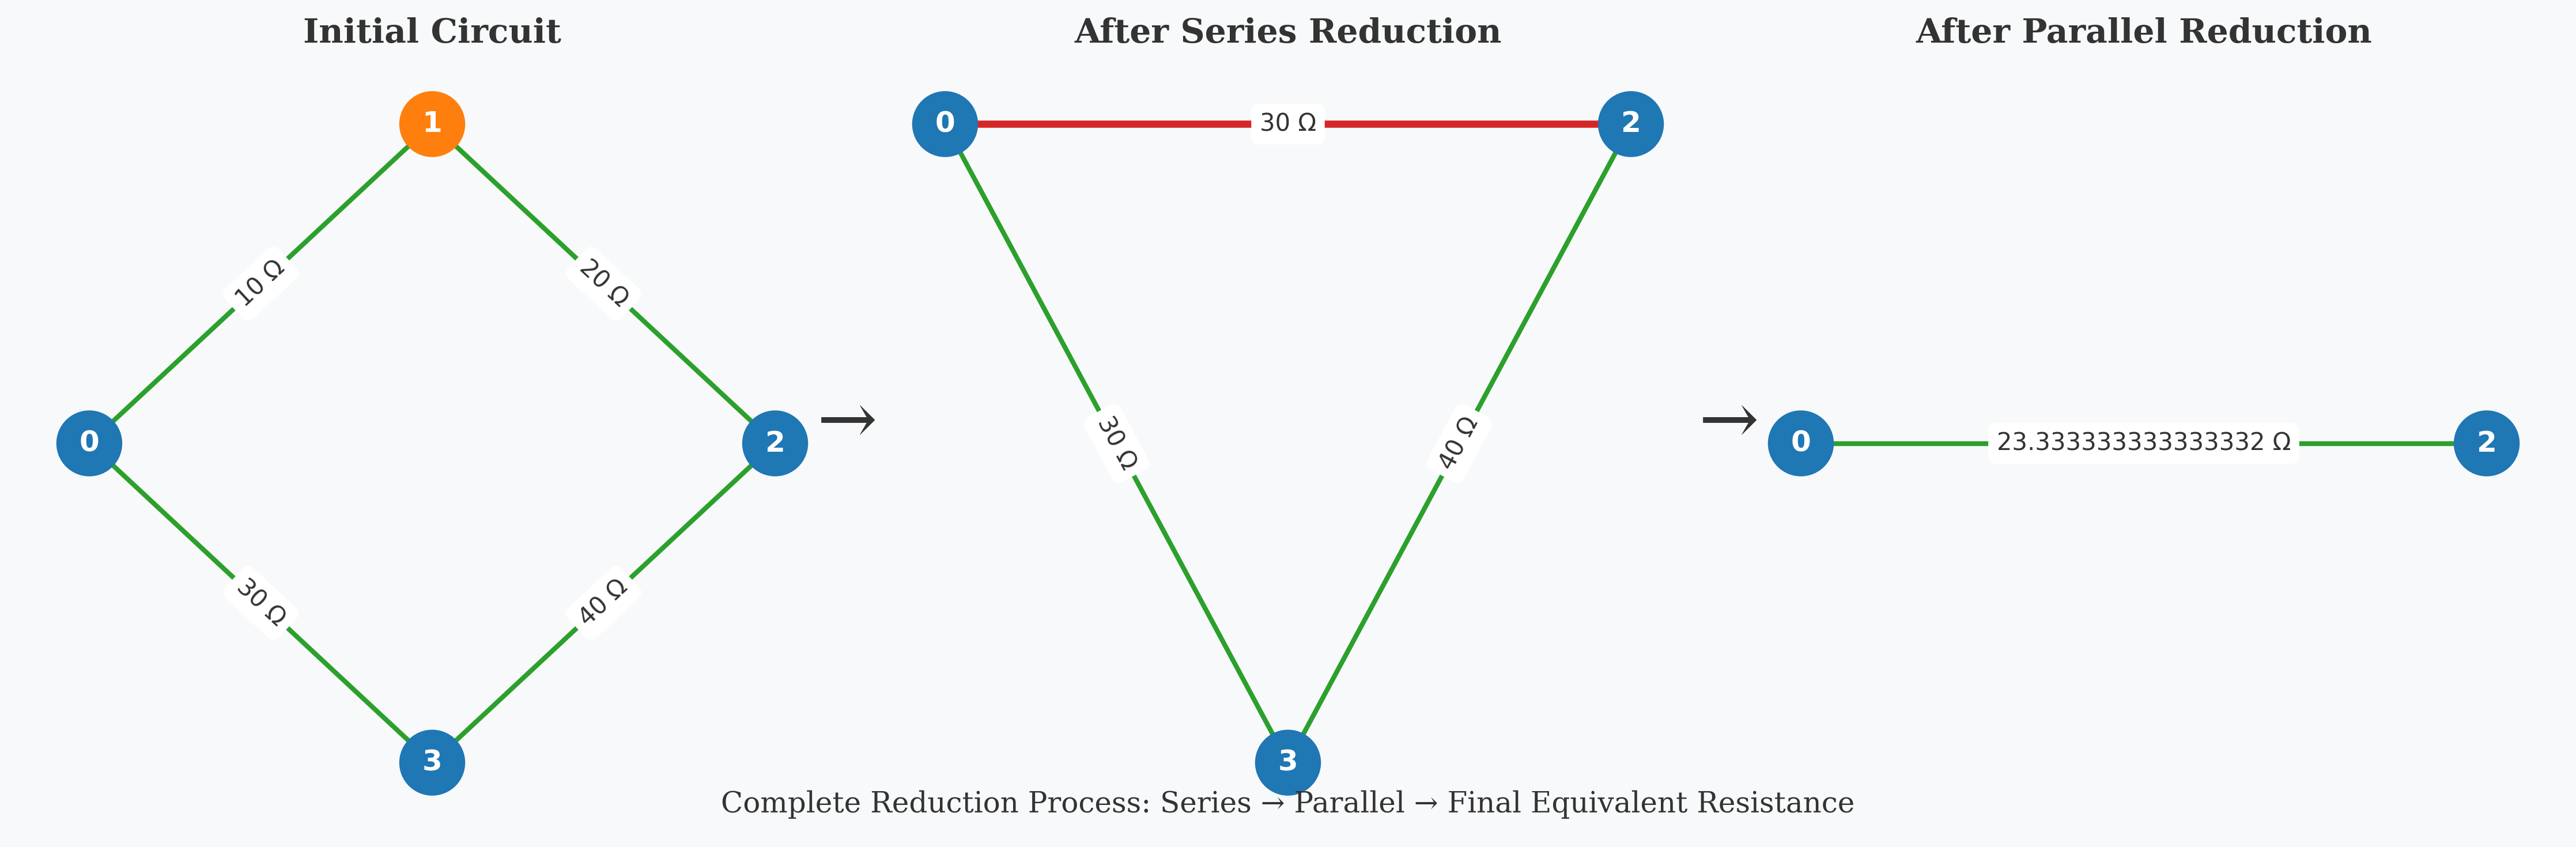 Initial Circuit
1
10 Ω
20 Ω
0
2
30 Ω
40 Ω
3
→
After Series Reduction
0
30 Ω
2
30 Ω
40 Ω
3
→
After Parallel Reduction
0
23.333333333333332 Ω
2
Complete Reduction Process: Series → Parallel → Final Equivalent Resistance